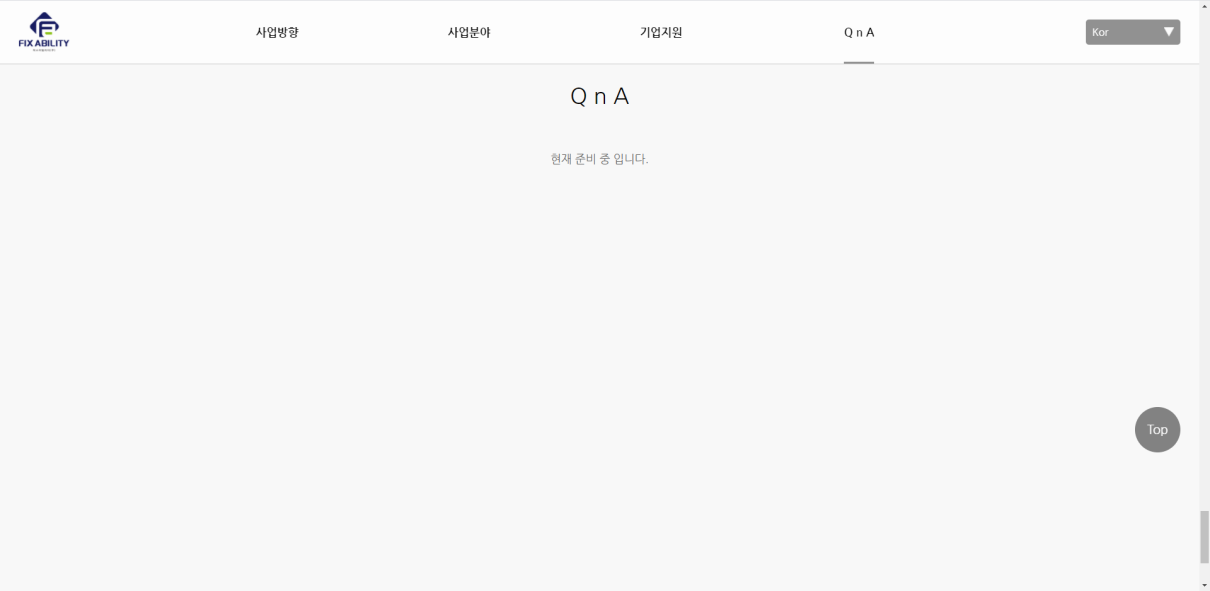 FIX ABILITY
사업방향
사업분야
기업지원
Q n A
Kor
Q n A
현재 준비 중 입니다.
Top